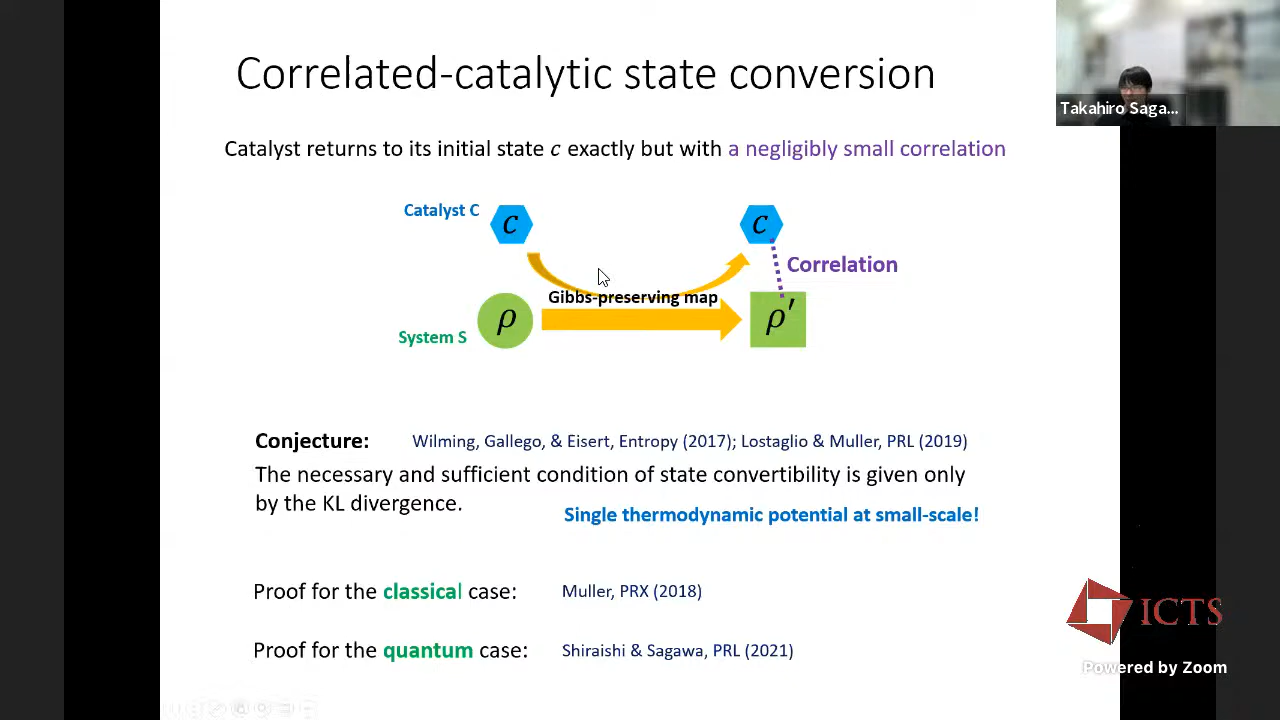 Correlated-catalytic state conversion
Takahiro Saga...
Catalyst returns to its initial state c exactly but with a negligibly small correlation
Catalyst C
c
c
Correlation
Gibbs-preserving map
System S
ρ
ρ′
Conjecture: Wilming, Gallego, & Eisert, Entropy (2017); Lostaglio & Muller, PRL (2019)
The necessary and sufficient condition of state convertibility is given only
by the KL divergence.
Single thermodynamic potential at small-scale!
Proof for the classical case: Muller, PRX (2018)
Proof for the quantum case: Shiraishi & Sagawa, PRL (2021)
ICTS
Powered by Zoom